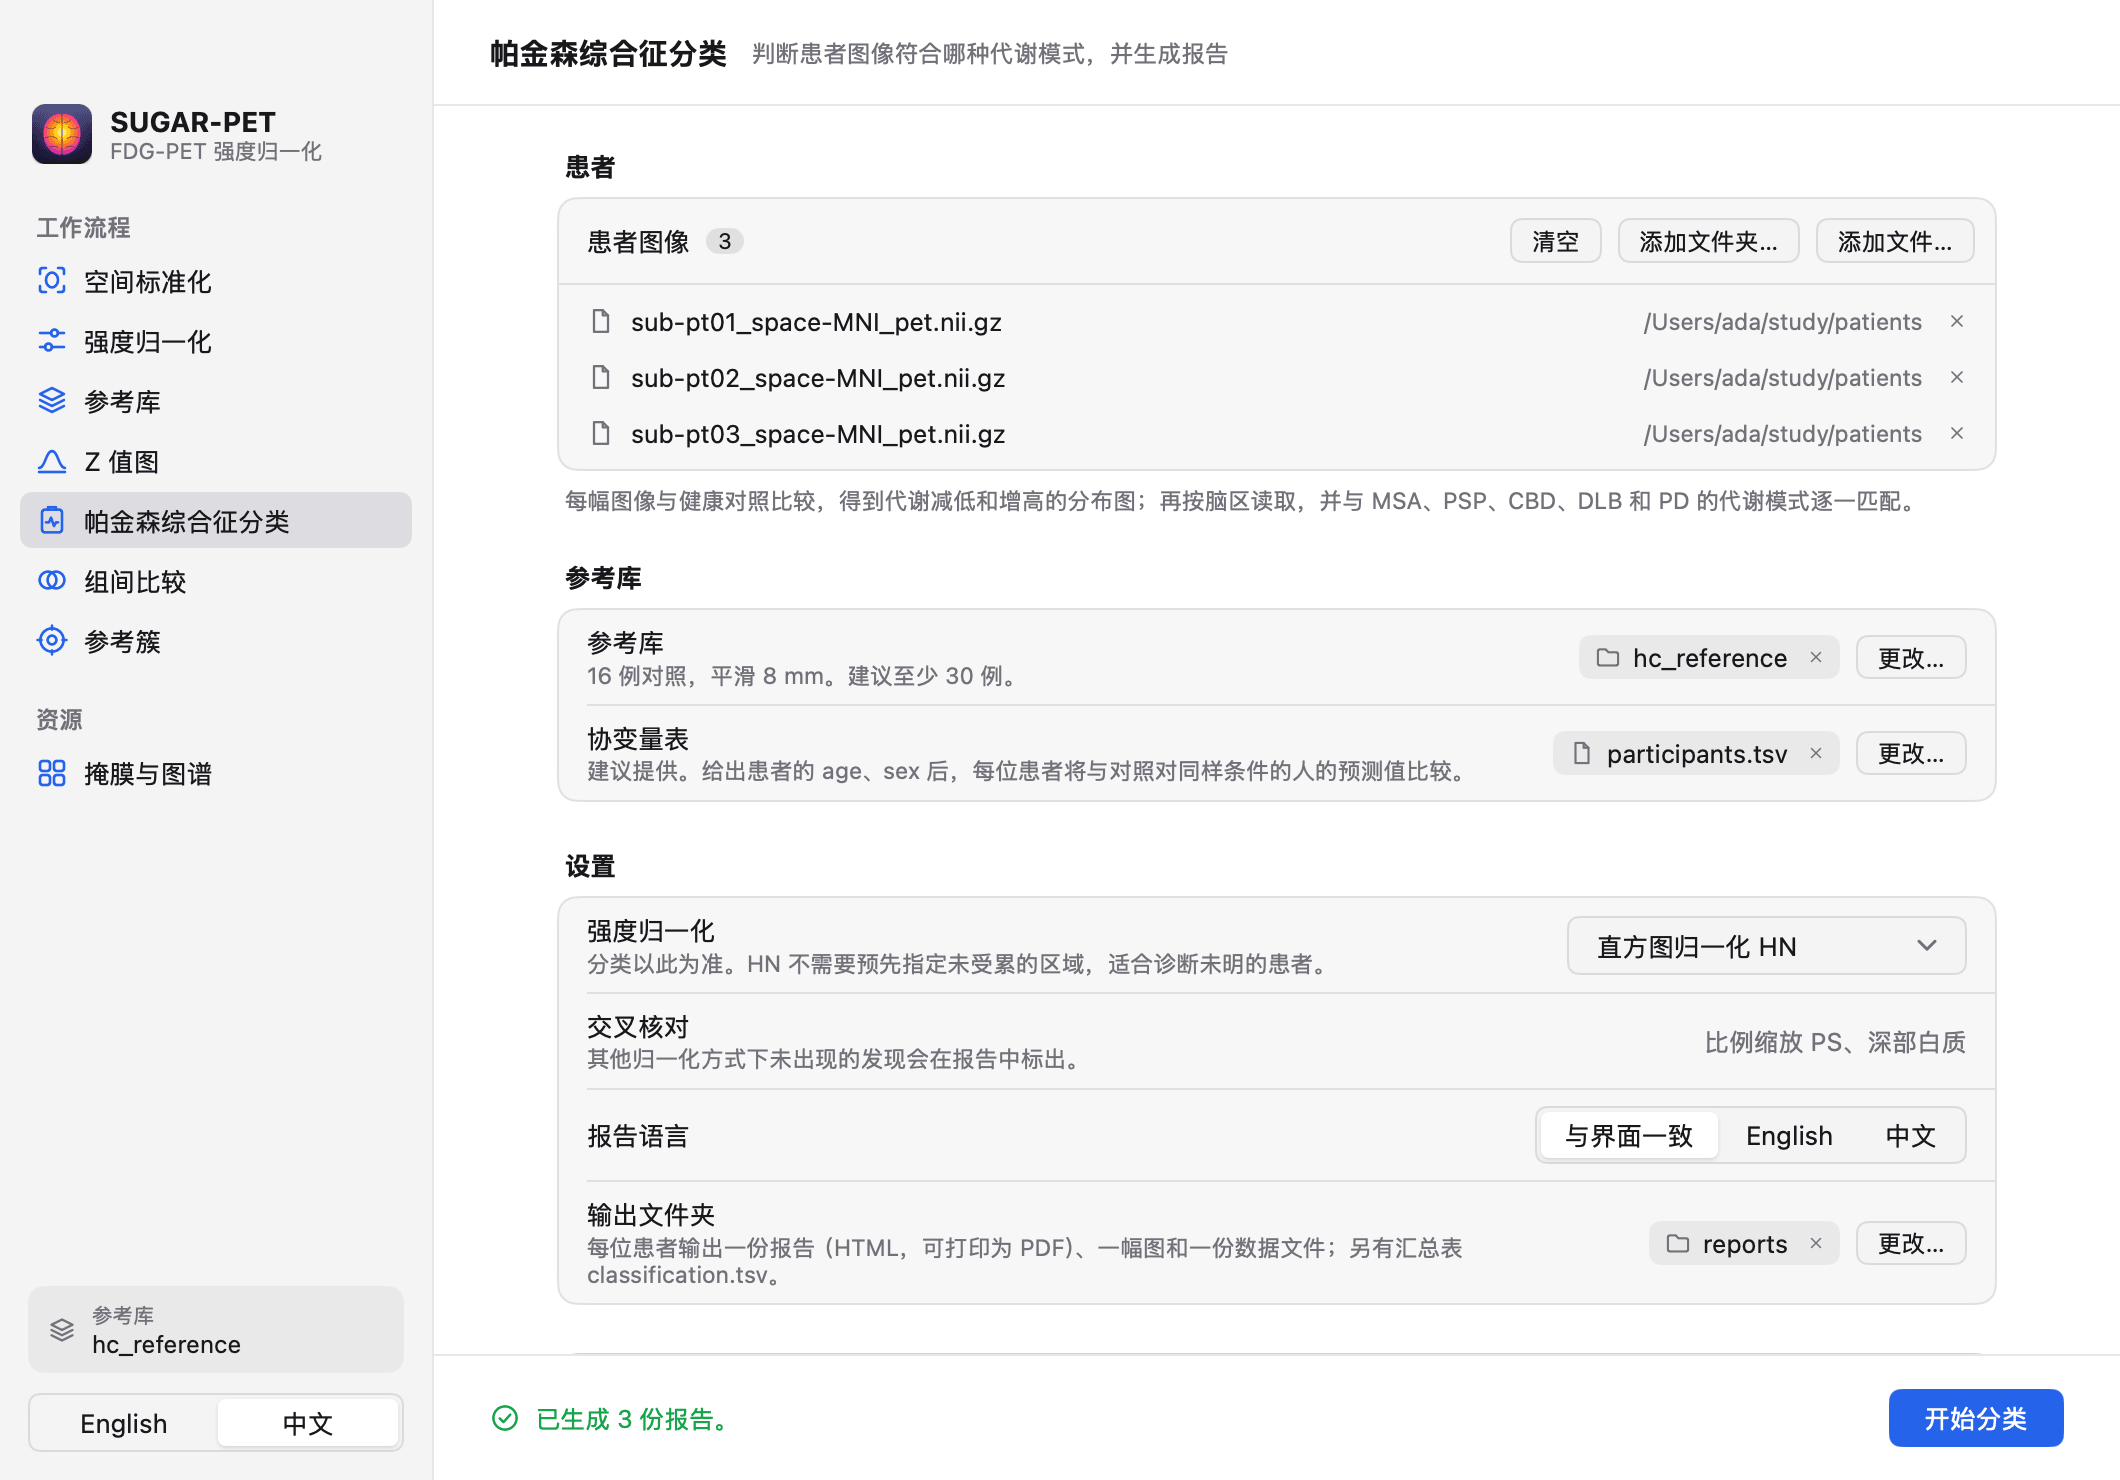 SUGAR-PET
FDG-PET 强度归一化
工作流程
空间标准化
强度归一化
参考库
Z 值图
帕金森综合征分类
组间比较
参考簇
资源
掩膜与图谱
参考库
hc_reference
English 中文
帕金森综合征分类 判断患者图像符合哪种代谢模式，并生成报告
患者
患者图像 3 清空 添加文件夹... 添加文件...
sub-pt01_space-MNI_pet.nii.gz /Users/ada/study/patients ×
sub-pt02_space-MNI_pet.nii.gz /Users/ada/study/patients ×
sub-pt03_space-MNI_pet.nii.gz /Users/ada/study/patients ×
每幅图像与健康对照比较，得到代谢减低和增高的分布图；再按脑区读取，并与 MSA、PSP、CBD、DLB 和 PD 的代谢模式逐一匹配。
参考库
参考库 hc_reference × 更改...
16 例对照，平滑 8 mm。建议至少 30 例。
协变量表 participants.tsv × 更改...
建议提供。给出患者的 age、sex 后，每位患者将与对照对同样条件的人的预测值比较。
设置
强度归一化 直方图归一化 HN
分类以此为准。HN 不需要预先指定未受累的区域，适合诊断未明的患者。
交叉核对 比例缩放 PS、深部白质
其他归一化方式下未出现的发现会在报告中标出。
报告语言 与界面一致 English 中文
输出文件夹 reports × 更改...
每位患者输出一份报告（HTML，可打印为 PDF）、一幅图和一份数据文件；另有汇总表
classification.tsv。
已生成 3 份报告。 开始分类